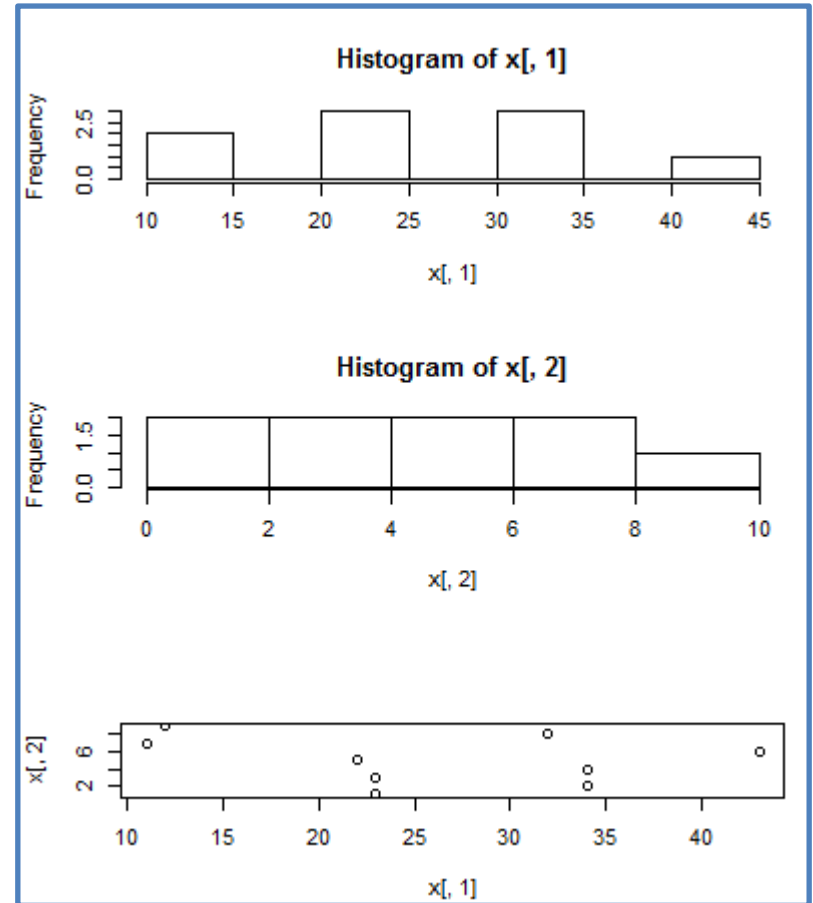 Histogram of x[, 1]
Frequency
2.5
0.0
10 15 20 25 30 35 40 45
x[, 1]
Histogram of x[, 2]
Frequency
1.5
0.0
0 2 4 6 8 10
x[, 2]
x[, 2]
6
2
10 15 20 25 30 35 40
x[, 1]